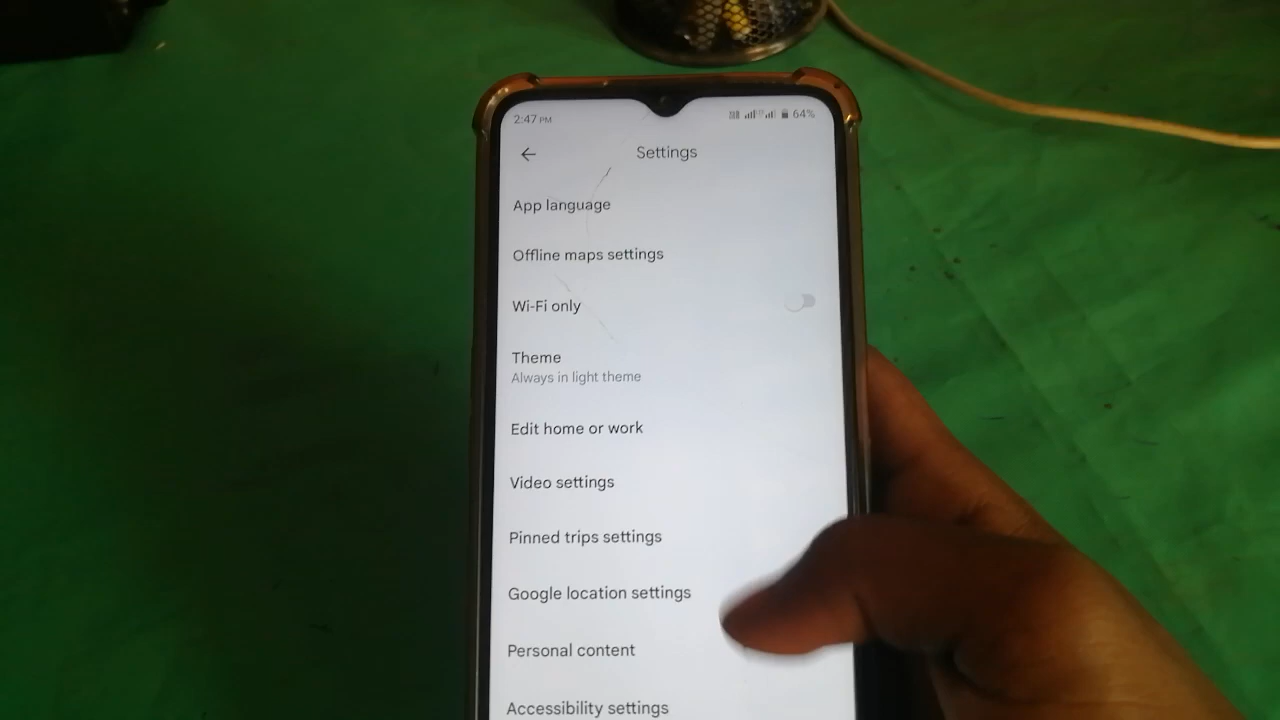 2:47 PM
64%
Settings
App language
Offline maps settings
Wi-Fi only
Theme
Always in light theme
Edit home or work
Video settings
Pinned trips settings
Google location settings
Personal content
Accessibility settings